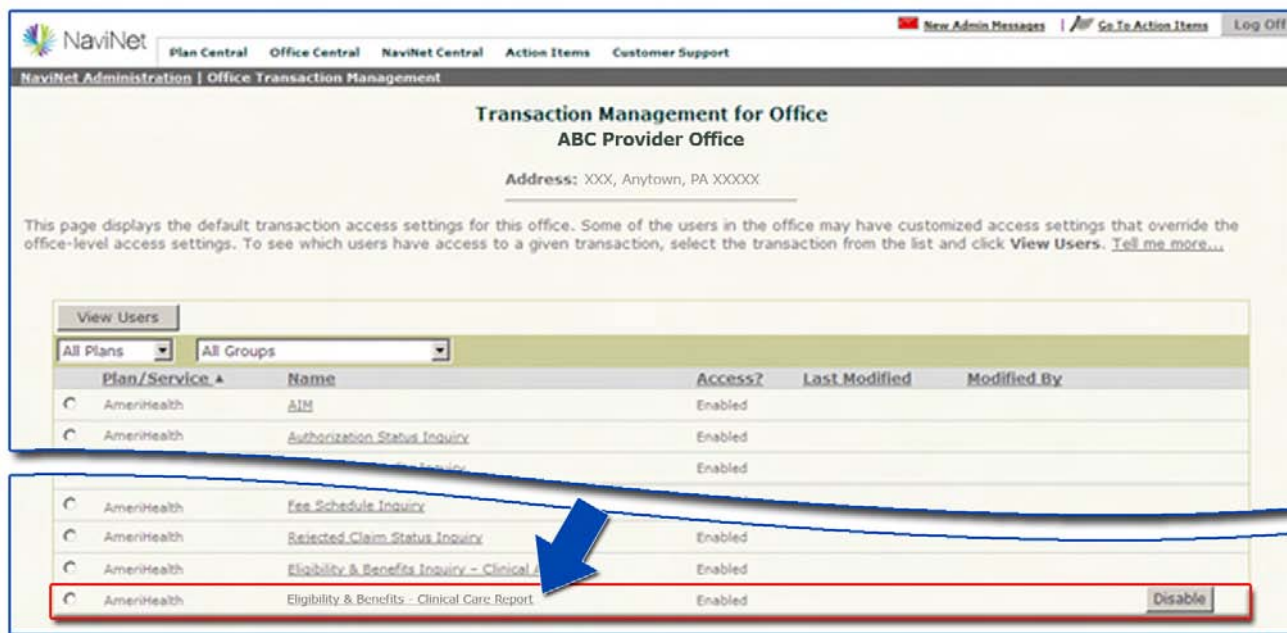 NaviNet
New Admin Messages | Go To Action Items Log Off
Plan Central Office Central NaviNet Central Action Items Customer Support
NaviNet Administration | Office Transaction Management
Transaction Management for Office
ABC Provider Office
Address: XXX, Anytown, PA XXXXX
This page displays the default transaction access settings for this office. Some of the users in the office may have customized access settings that override the
office-level access settings. To see which users have access to a given transaction, select the transaction from the list and click View Users. Tell me more...
View Users
All Plans All Groups
Plan/Service Name Access? Last Modified Modified By
AmeriHealth AIM Enabled
AmeriHealth Authorization Status Inquiry Enabled
Inquiry Enabled
AmeriHealth Fee Schedule Inquiry
AmeriHealth Rejected Claim Status Inquiry Enabled
AmeriHealth Eligibility & Benefits Inquiry - Clinical Enabled
AmeriHealth Eligibility & Benefits - Clinical Care Report Enabled Disable